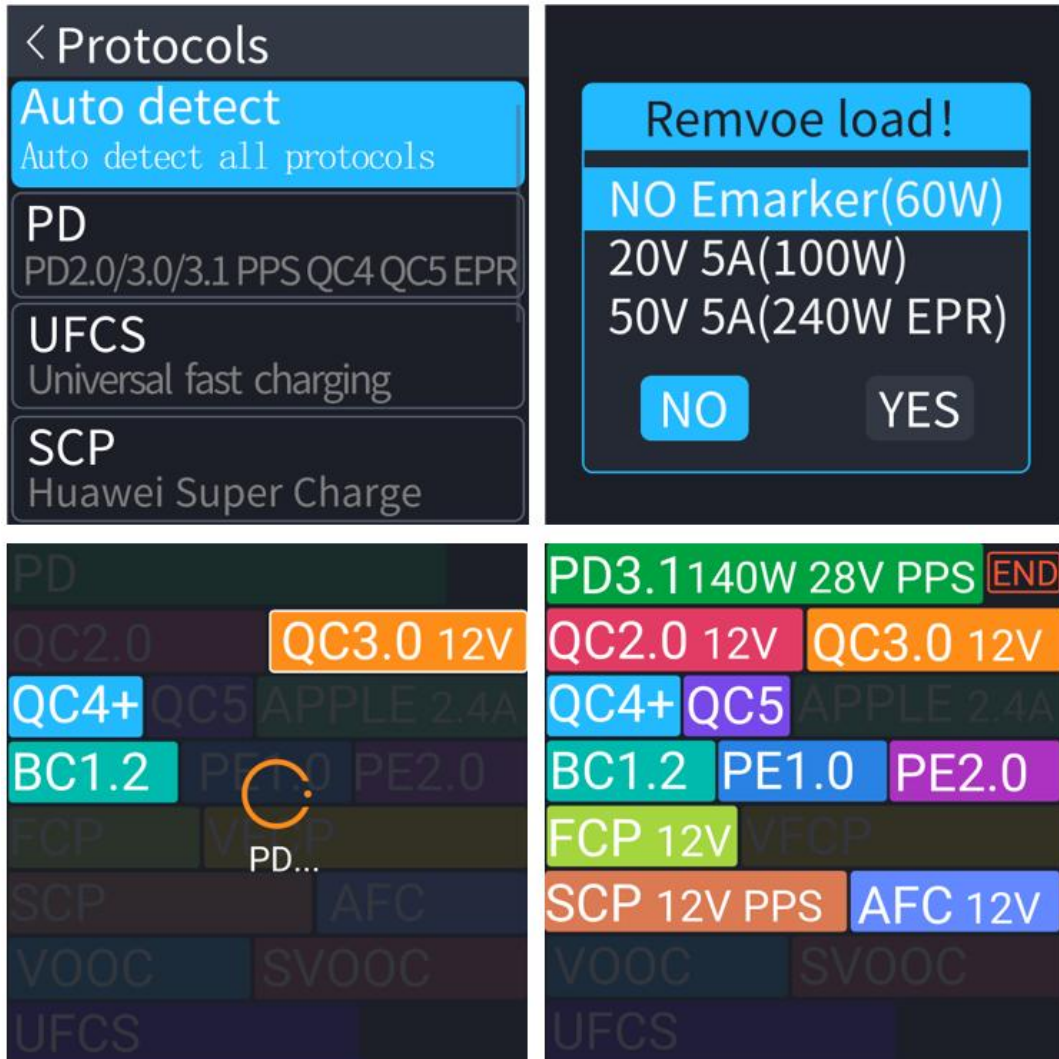 < Protocols
Auto detect
Auto detect all protocols
PD
PD2.0/3.0/3.1 PPS QC4 QC5 EPR
UFCS
Universal fast charging
SCP
Huawei Super Charge
Remvoe load!
NO Emarker(60W)
20V 5A(100W)
50V 5A(240W EPR)
NO YES
PD
QC2.0 QC3.0 12V
QC4+ QC5 APPLE 2.4A
BC1.2 PE1.0 PE2.0
FCP VFCP
PD...
SCP AFC
VOOC SVOOC
UFCS
PD3.1 140W 28V PPS END
QC2.0 12V QC3.0 12V
QC4+ QC5 APPLE 2.4A
BC1.2 PE1.0 PE2.0
FCP 12V VFCP
SCP 12V PPS AFC 12V
VOOC SVOOC
UFCS